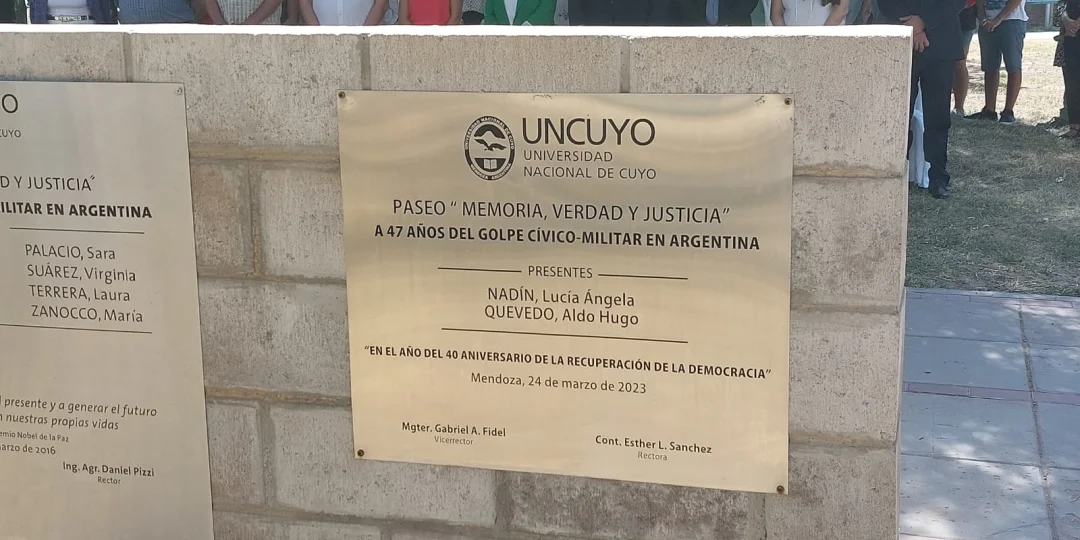 O
CUYO
D Y JUSTICIA"
ILITAR EN ARGENTINA
PALACIO, Sara
SUÁREZ, Virginia
TERRERA, Laura
ZANOCCO, María
presente y a generar el futuro
nuestras propias vidas
emio Nobel de la Paz
arzo de 2016
Ing. Agr. Daniel Pizzi
Rector
UNCUYO
UNIVERSIDAD
NACIONAL DE CUYO
PASEO " MEMORIA, VERDAD Y JUSTICIA"
A 47 AÑOS DEL GOLPE CÍVICO-MILITAR EN ARGENTINA
PRESENTES
NADÍN, Lucía Ángela
QUEVEDO, Aldo Hugo
"EN EL AÑO DEL 40 ANIVERSARIO DE LA RECUPERACIÓN DE LA DEMOCRACIA"
Mendoza, 24 de marzo de 2023
Mgter. Gabriel A. Fidel
Vicerrector
Cont. Esther L. Sanchez
Rectora